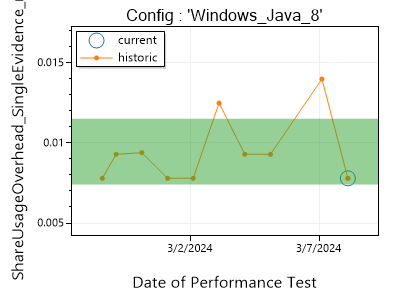 Config : 'Windows_Java_8'
ShareUsageOverhead_SingleEvidence_
current
historic
0.015
0.01
0.005
3/2/2024
3/7/2024
Date of Performance Test